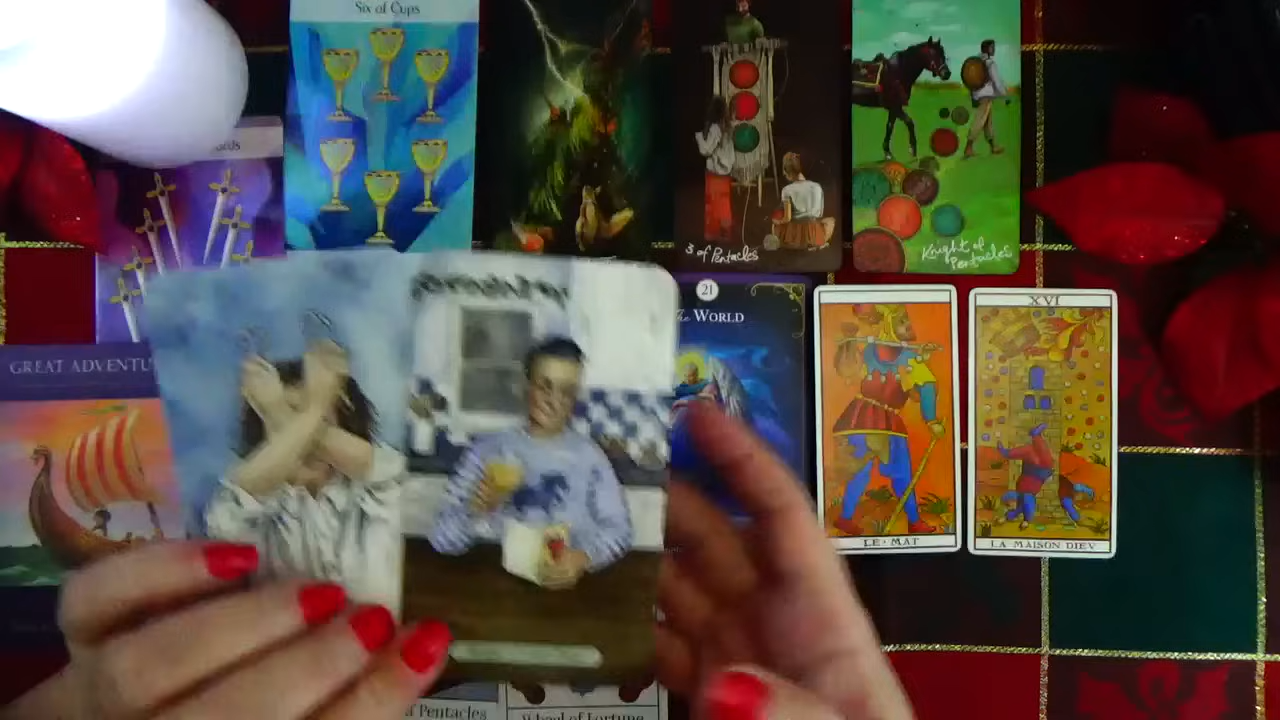 Six of Cups
3 of Pentacles
Knight of
Pentacles
GREAT ADVENTU
21
The WORLD
XVI
LE·MAT
LA MAISON DIEV
of Pentacles
Wheel of Fortune